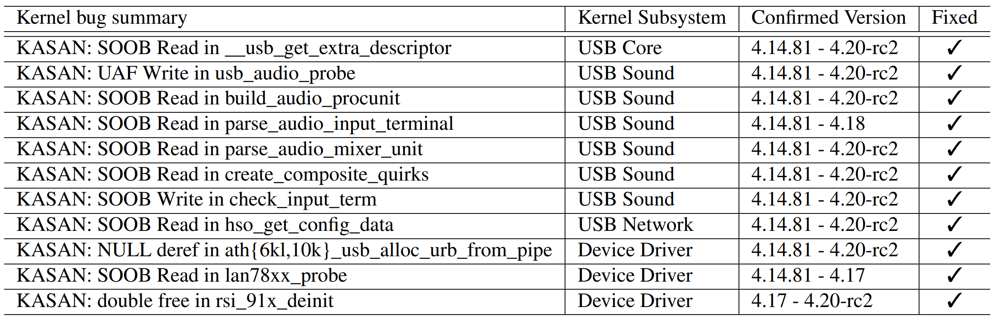 Kernel bug summary Kernel Subsystem Confirmed Version Fixed
KASAN: SOOB Read in __usb_get_extra_descriptor USB Core 4.14.81 - 4.20-rc2 ✓
KASAN: UAF Write in usb_audio_probe USB Sound 4.14.81 - 4.20-rc2 ✓
KASAN: SOOB Read in build_audio_procunit USB Sound 4.14.81 - 4.20-rc2 ✓
KASAN: SOOB Read in parse_audio_input_terminal USB Sound 4.14.81 - 4.18 ✓
KASAN: SOOB Read in parse_audio_mixer_unit USB Sound 4.14.81 - 4.20-rc2 ✓
KASAN: SOOB Read in create_composite_quirks USB Sound 4.14.81 - 4.20-rc2 ✓
KASAN: SOOB Write in check_input_term USB Sound 4.14.81 - 4.20-rc2 ✓
KASAN: SOOB Read in hso_get_config_data USB Network 4.14.81 - 4.20-rc2 ✓
KASAN: NULL deref in ath{6kl,10k}_usb_alloc_urb_from_pipe Device Driver 4.14.81 - 4.20-rc2 ✓
KASAN: SOOB Read in lan78xx_probe Device Driver 4.14.81 - 4.17 ✓
KASAN: double free in rsi_91x_deinit Device Driver 4.17 - 4.20-rc2 ✓